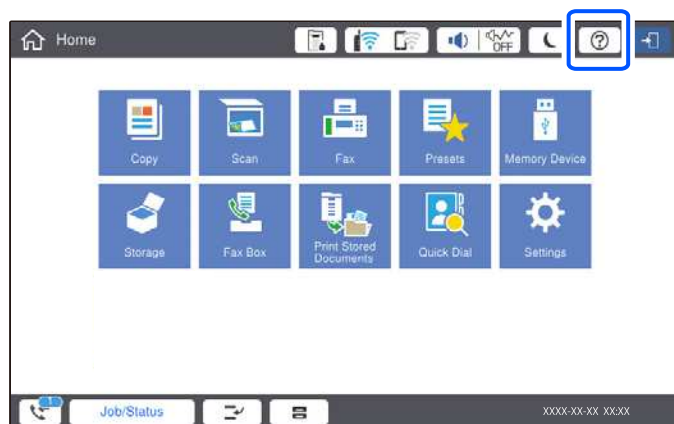 Home
OFF
Copy
Scan
Fax
Presets
Memory Device
Storage
Fax Box
Print Stored
Documents
Quick Dial
Settings
1
Job/Status
XXXX-XX-XX XX:XX